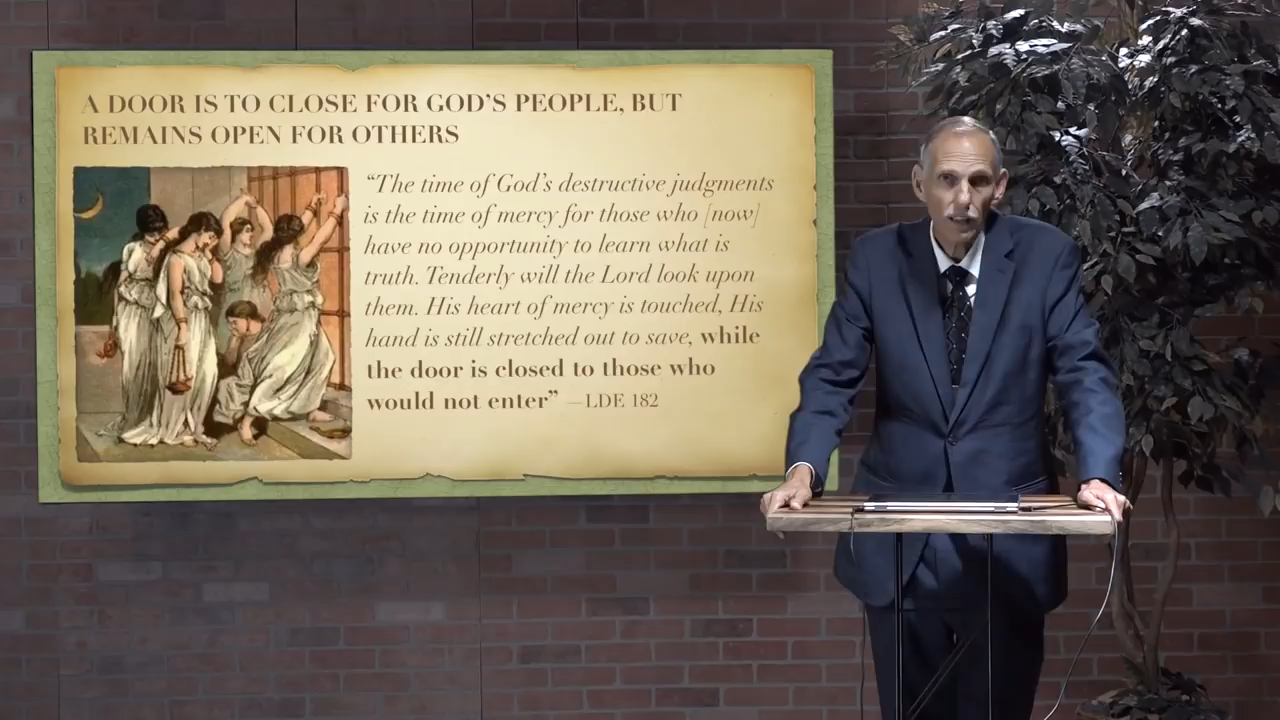 A DOOR IS TO CLOSE FOR GOD'S PEOPLE, BUT
REMAINS OPEN FOR OTHERS
“The time of God's destructive judgments
is the time of mercy for those who [now]
have no opportunity to learn what is
truth. Tenderly will the Lord look upon
them. His heart of mercy is touched, His
hand is still stretched out to save, while
the door is closed to those who
would not enter” —LDE 182